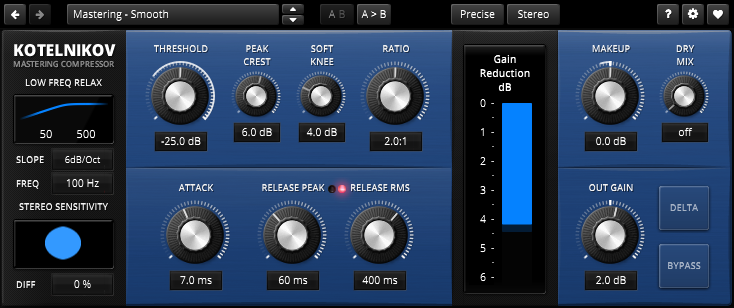 Mastering - Smooth
A B
A > B
Precise
Stereo
?
KOTELNIKOV
MASTERING COMPRESSOR
LOW FREQ RELAX
50 500
SLOPE 6dB/Oct
FREQ 100 Hz
STEREO SENSITIVITY
DIFF 0 %
THRESHOLD
-25.0 dB
PEAK
CREST
6.0 dB
SOFT
KNEE
4.0 dB
RATIO
2.0:1
ATTACK
7.0 ms
RELEASE PEAK
60 ms
RELEASE RMS
400 ms
Gain
Reduction
dB
0 -
1 -
2 -
3 -
4 -
5 -
6 -
MAKEUP
0.0 dB
DRY
MIX
off
OUT GAIN
2.0 dB
DELTA
BYPASS